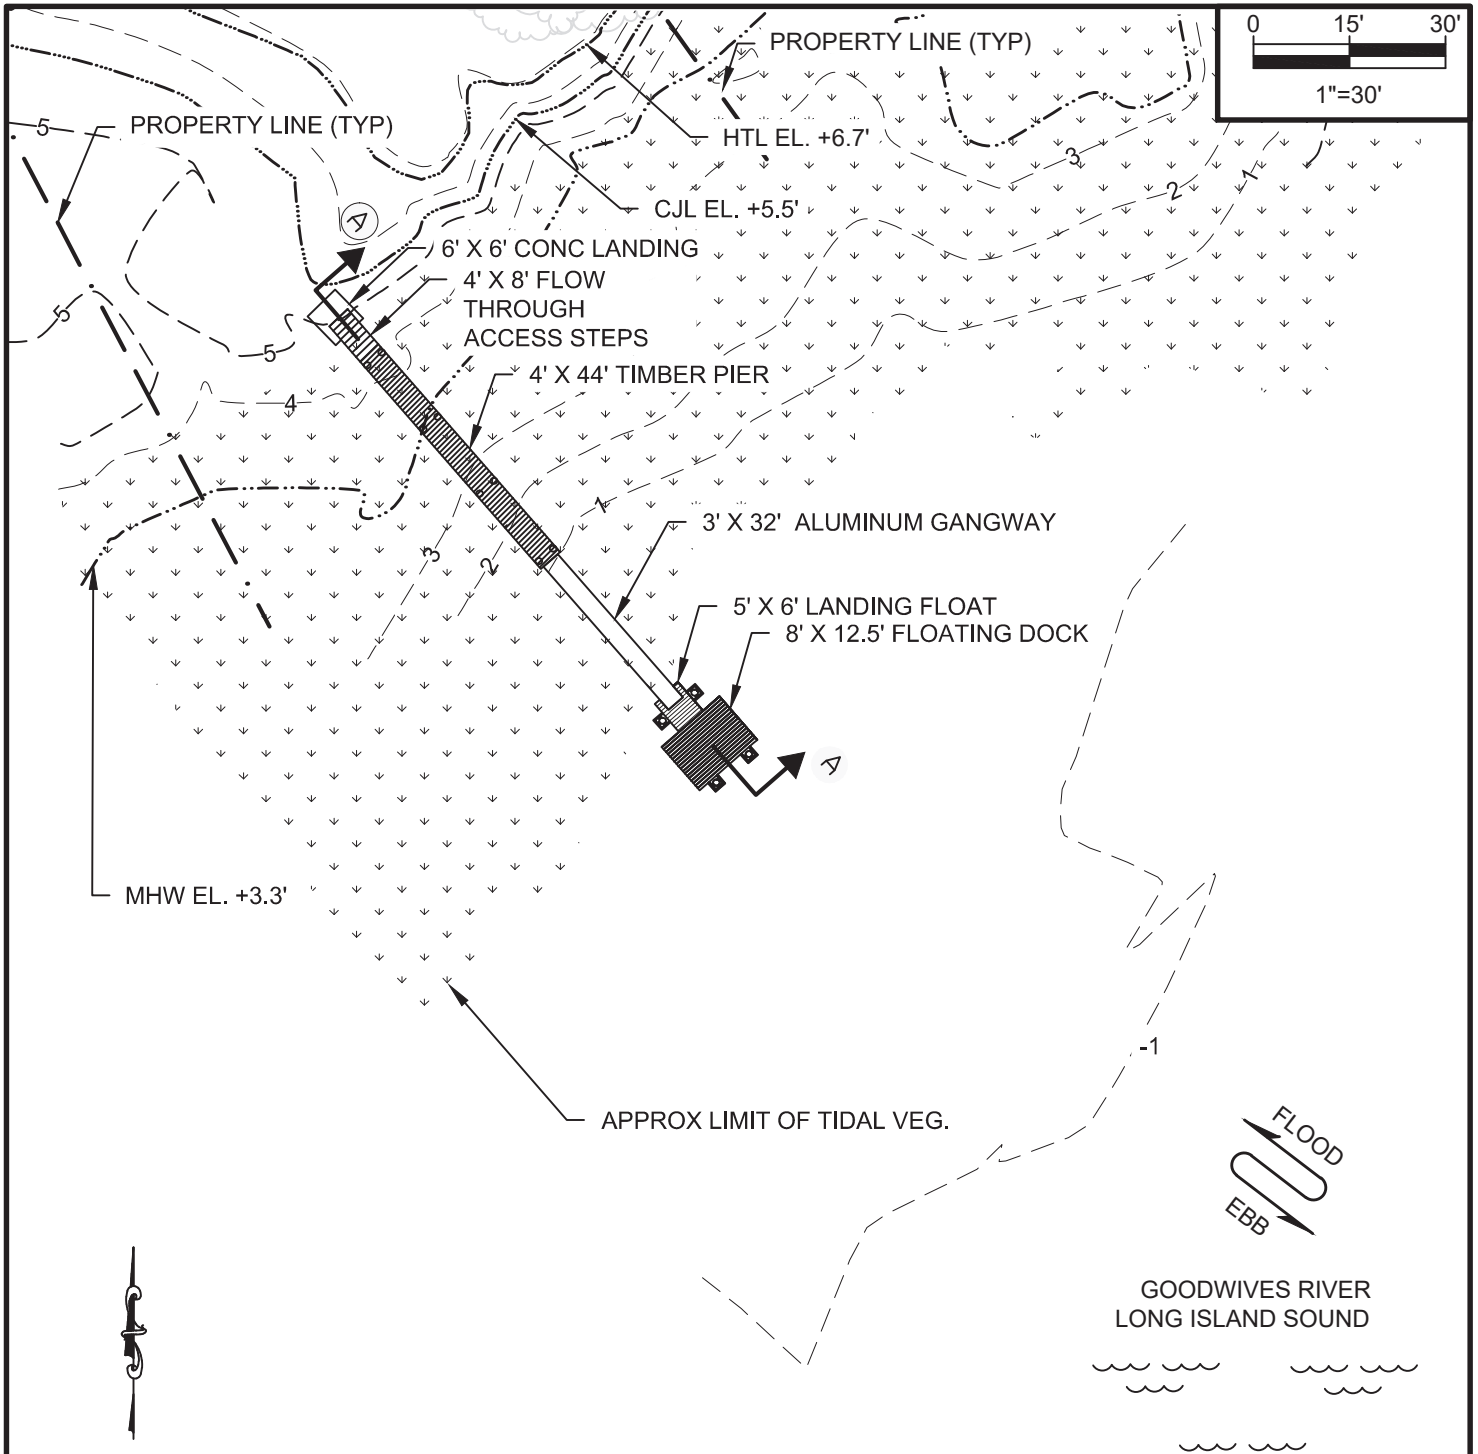 0 15' 30'
1"=30'
PROPERTY LINE (TYP)
PROPERTY LINE (TYP)
HTL EL. +6.7'
CJL EL. +5.5'
6' X 6' CONC LANDING
4' X 8' FLOW
THROUGH
ACCESS STEPS
4' X 44' TIMBER PIER
3' X 32' ALUMINUM GANGWAY
5' X 6' LANDING FLOAT
8' X 12.5' FLOATING DOCK
MHW EL. +3.3'
APPROX LIMIT OF TIDAL VEG.
5
5
5
4
3
2
1
3
2
1
-1
A
A
FLOOD
EBB
GOODWIVES RIVER
LONG ISLAND SOUND